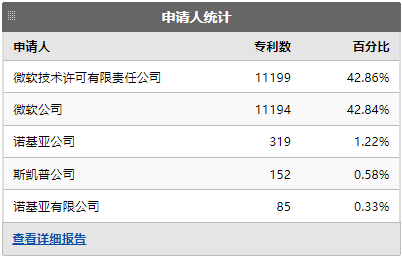 申请人统计
申请人 专利数 百分比
微软技术许可有限责任公司 11199 42.86%
微软公司 11194 42.84%
诺基亚公司 319 1.22%
斯凯普公司 152 0.58%
诺基亚有限公司 85 0.33%
查看详细报告